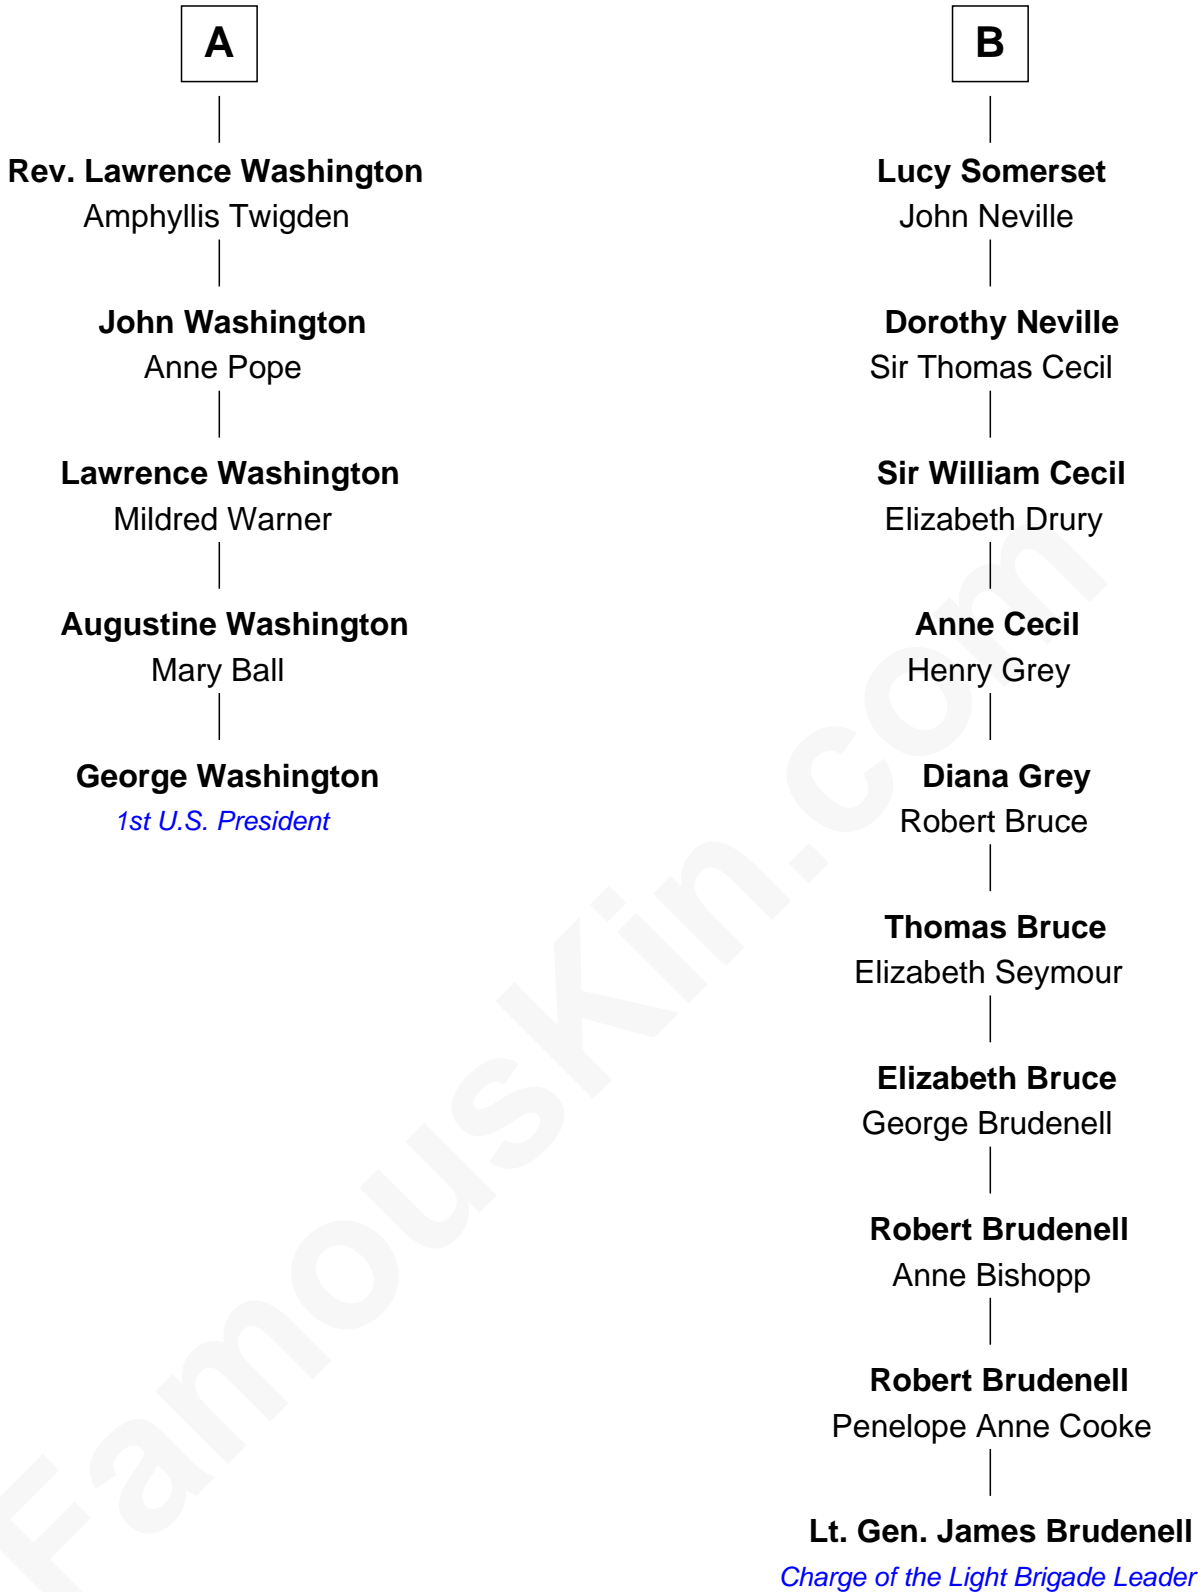 A
Rev. Lawrence Washington
Amphyllis Twigden
John Washington
Anne Pope
Lawrence Washington
Mildred Warner
Augustine Washington
Mary Ball
George Washington
1st U.S. President
B
Lucy Somerset
John Neville
Dorothy Neville
Sir Thomas Cecil
Sir William Cecil
Elizabeth Drury
Anne Cecil
Henry Grey
Diana Grey
Robert Bruce
Thomas Bruce
Elizabeth Seymour
Elizabeth Bruce
George Brudenell
Robert Brudenell
Anne Bishopp
Robert Brudenell
Penelope Anne Cooke
Lt. Gen. James Brudenell
Charge of the Light Brigade Leader
FamousKin.com